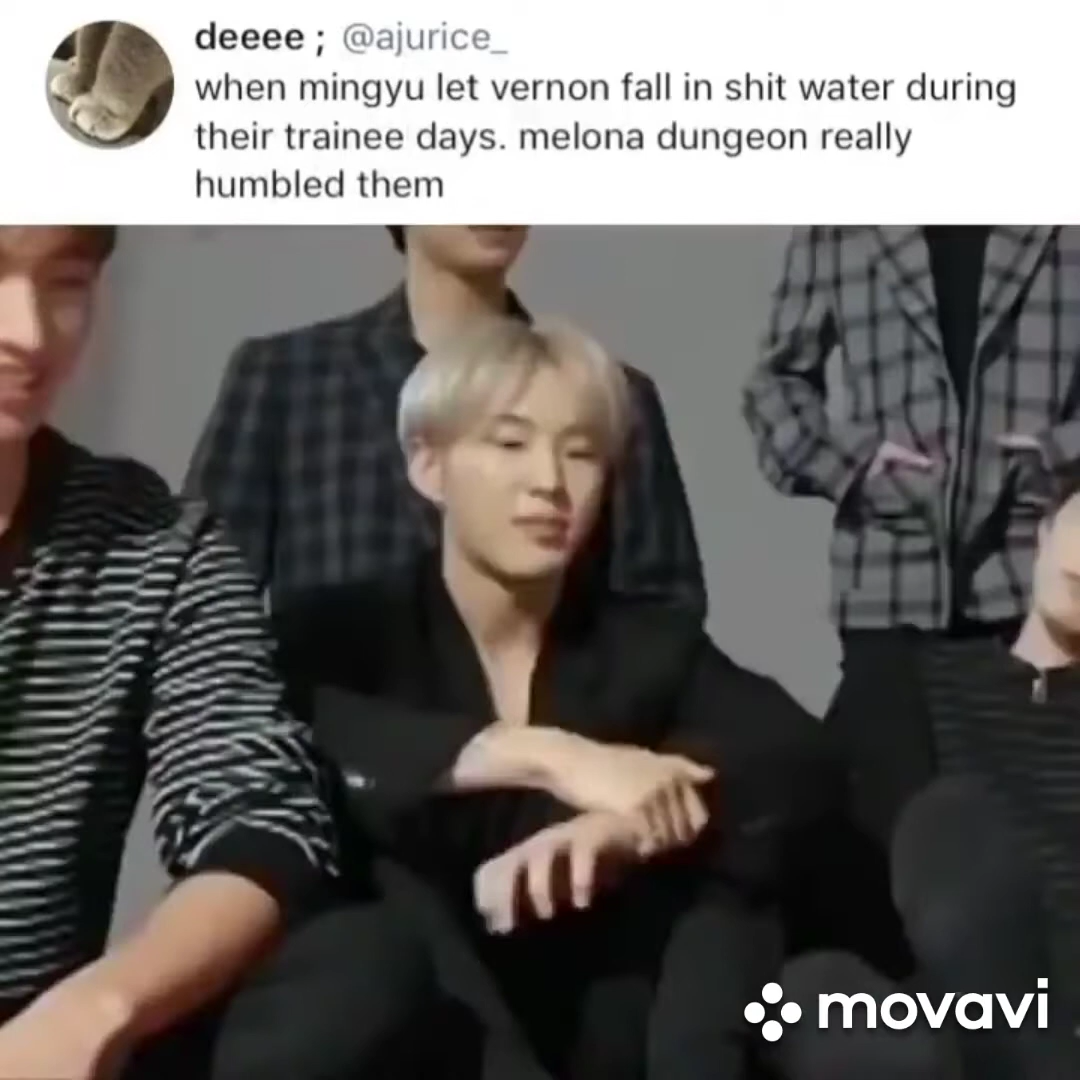 deeee ; @ajurice_
when mingyu let vernon fall in shit water during
their trainee days. melona dungeon really
humbled them
movavi